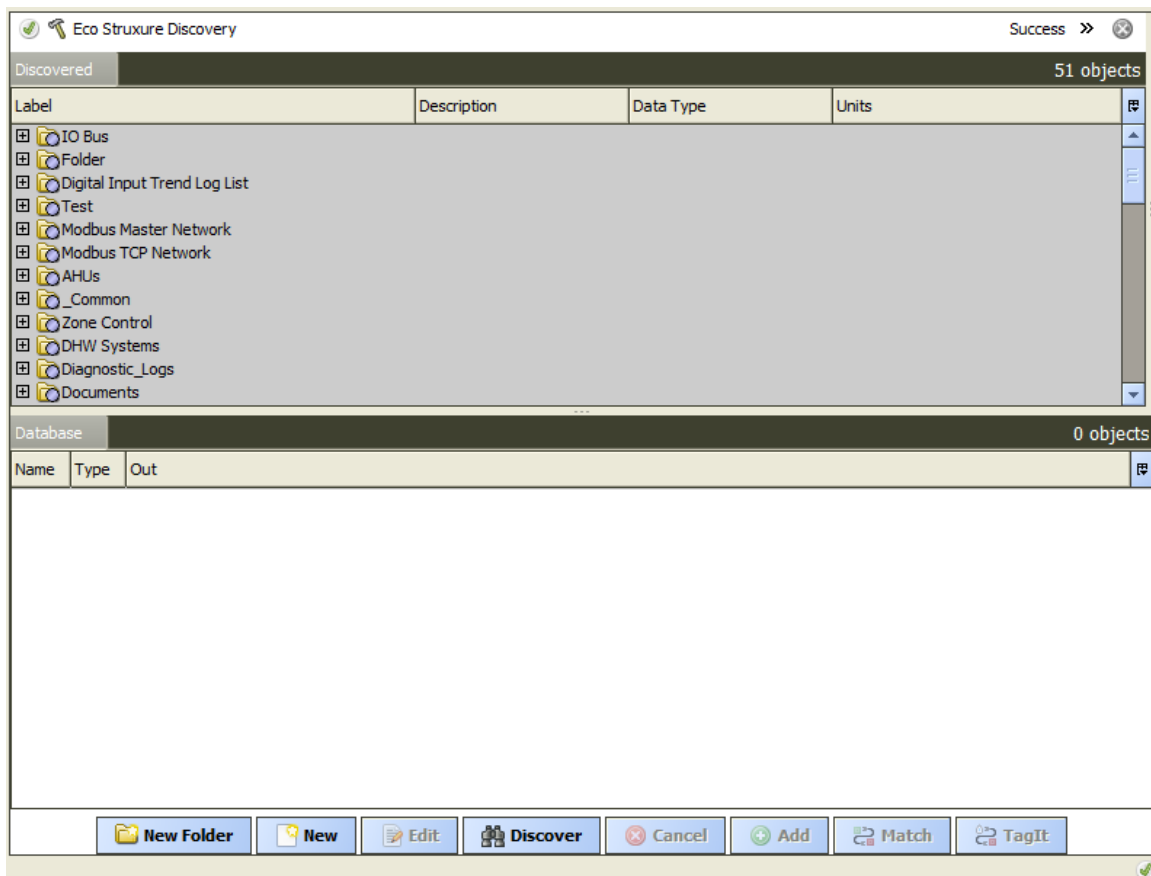 Eco Struxure Discovery Success »
Discovered 51 objects
Label Description Data Type Units
IO Bus
Folder
Digital Input Trend Log List
Test
Modbus Master Network
Modbus TCP Network
AHUs
_Common
Zone Control
DHW Systems
Diagnostic_Logs
Documents
Database 0 objects
Name Type Out
New Folder New Edit Discover Cancel Add Match TagIt